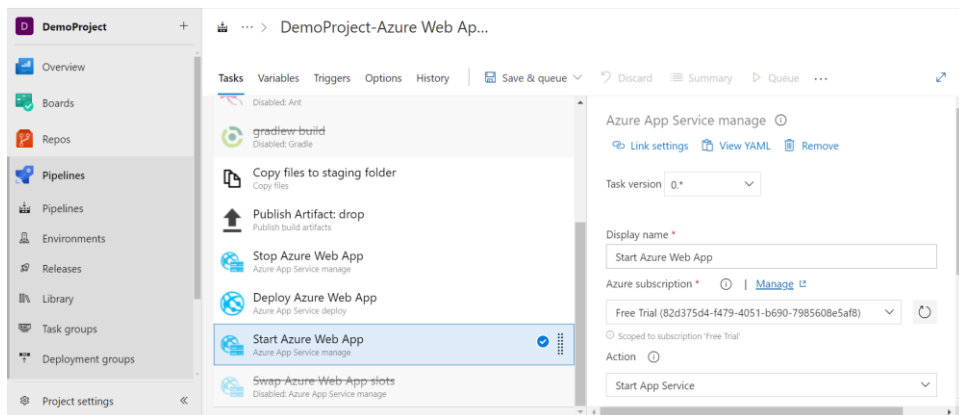 D DemoProject +
Overview
Boards
Repos
Pipelines
Pipelines
Environments
Releases
Library
Task groups
Deployment groups
Project settings
··· > DemoProject-Azure Web Ap...
Tasks Variables Triggers Options History Save & queue Discard Summary Queue ...
Disabled: Ant
gradlew build
Disabled: Gradle
Copy files to staging folder
Copy files
Publish Artifact: drop
Publish build artifacts
Stop Azure Web App
Azure App Service manage
Deploy Azure Web App
Azure App Service deploy
Start Azure Web App
Azure App Service manage
Swap Azure Web App slots
Disabled: Azure App Service manage
Azure App Service manage
Link settings View YAML Remove
Task version 0.*
Display name *
Start Azure Web App
Azure subscription * | Manage
Free Trial (82d375d4-f479-4051-b690-7985608e5af8)
Scoped to subscription 'Free Trial'
Action
Start App Service